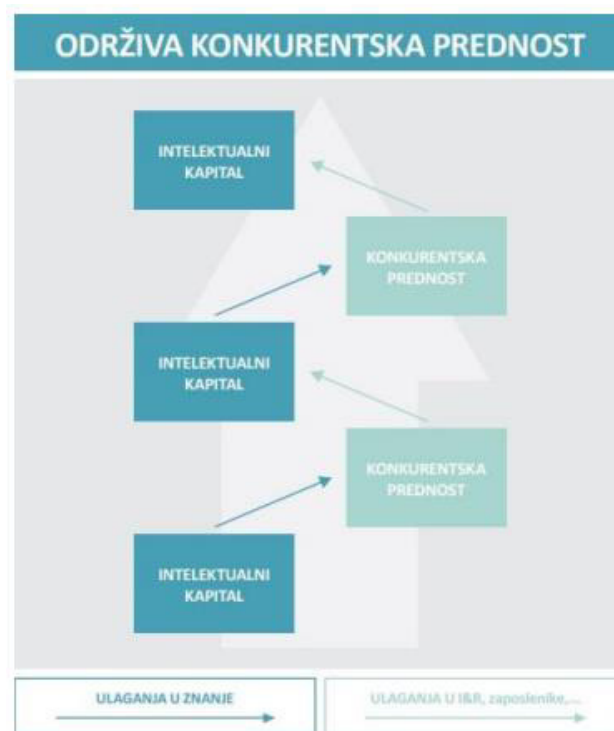 ODRŽIVA KONKURENTSKA PREDNOST
INTELEKTUALNI
KAPITAL
KONKURENTSKA
PREDNOST
INTELEKTUALNI
KAPITAL
KONKURENTSKA
PREDNOST
INTELEKTUALNI
KAPITAL
ULAGANJA U ZNANJE
ULAGANJA U I&R, zaposlenike,...